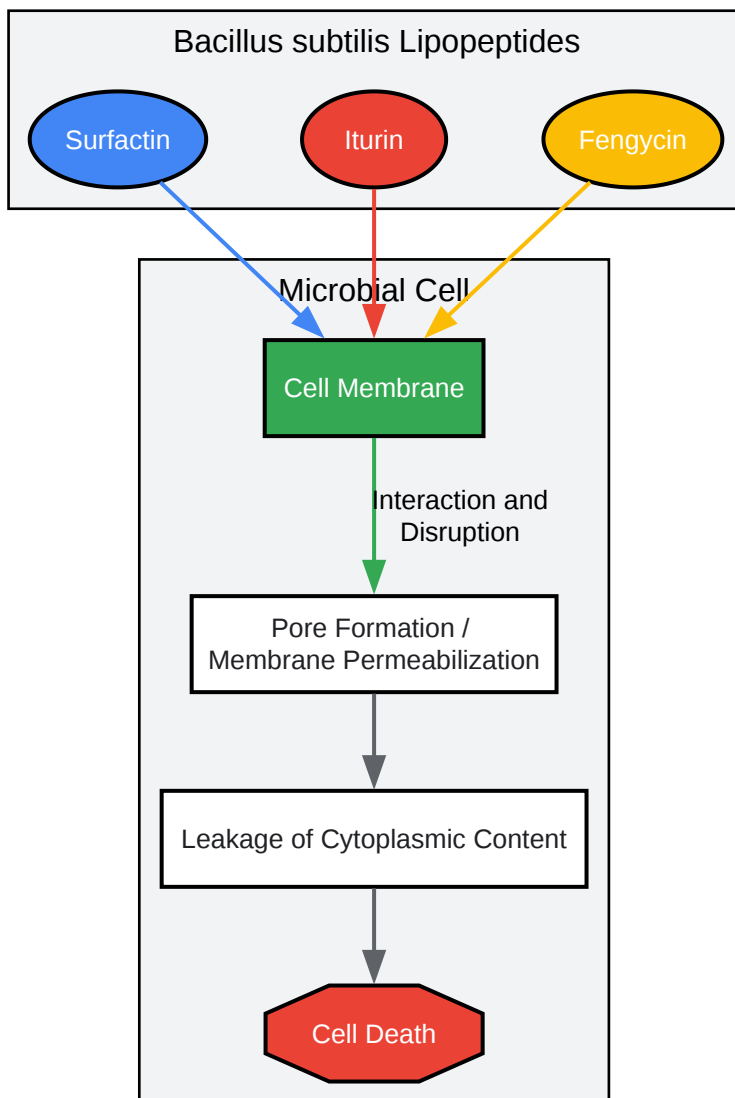 Bacillus subtilis Lipopeptides
Surfactin
Iturin
Fengycin
Microbial Cell
Cell Membrane
Interaction and
Disruption
Pore Formation /
Membrane Permeabilization
Leakage of Cytoplasmic Content
Cell Death